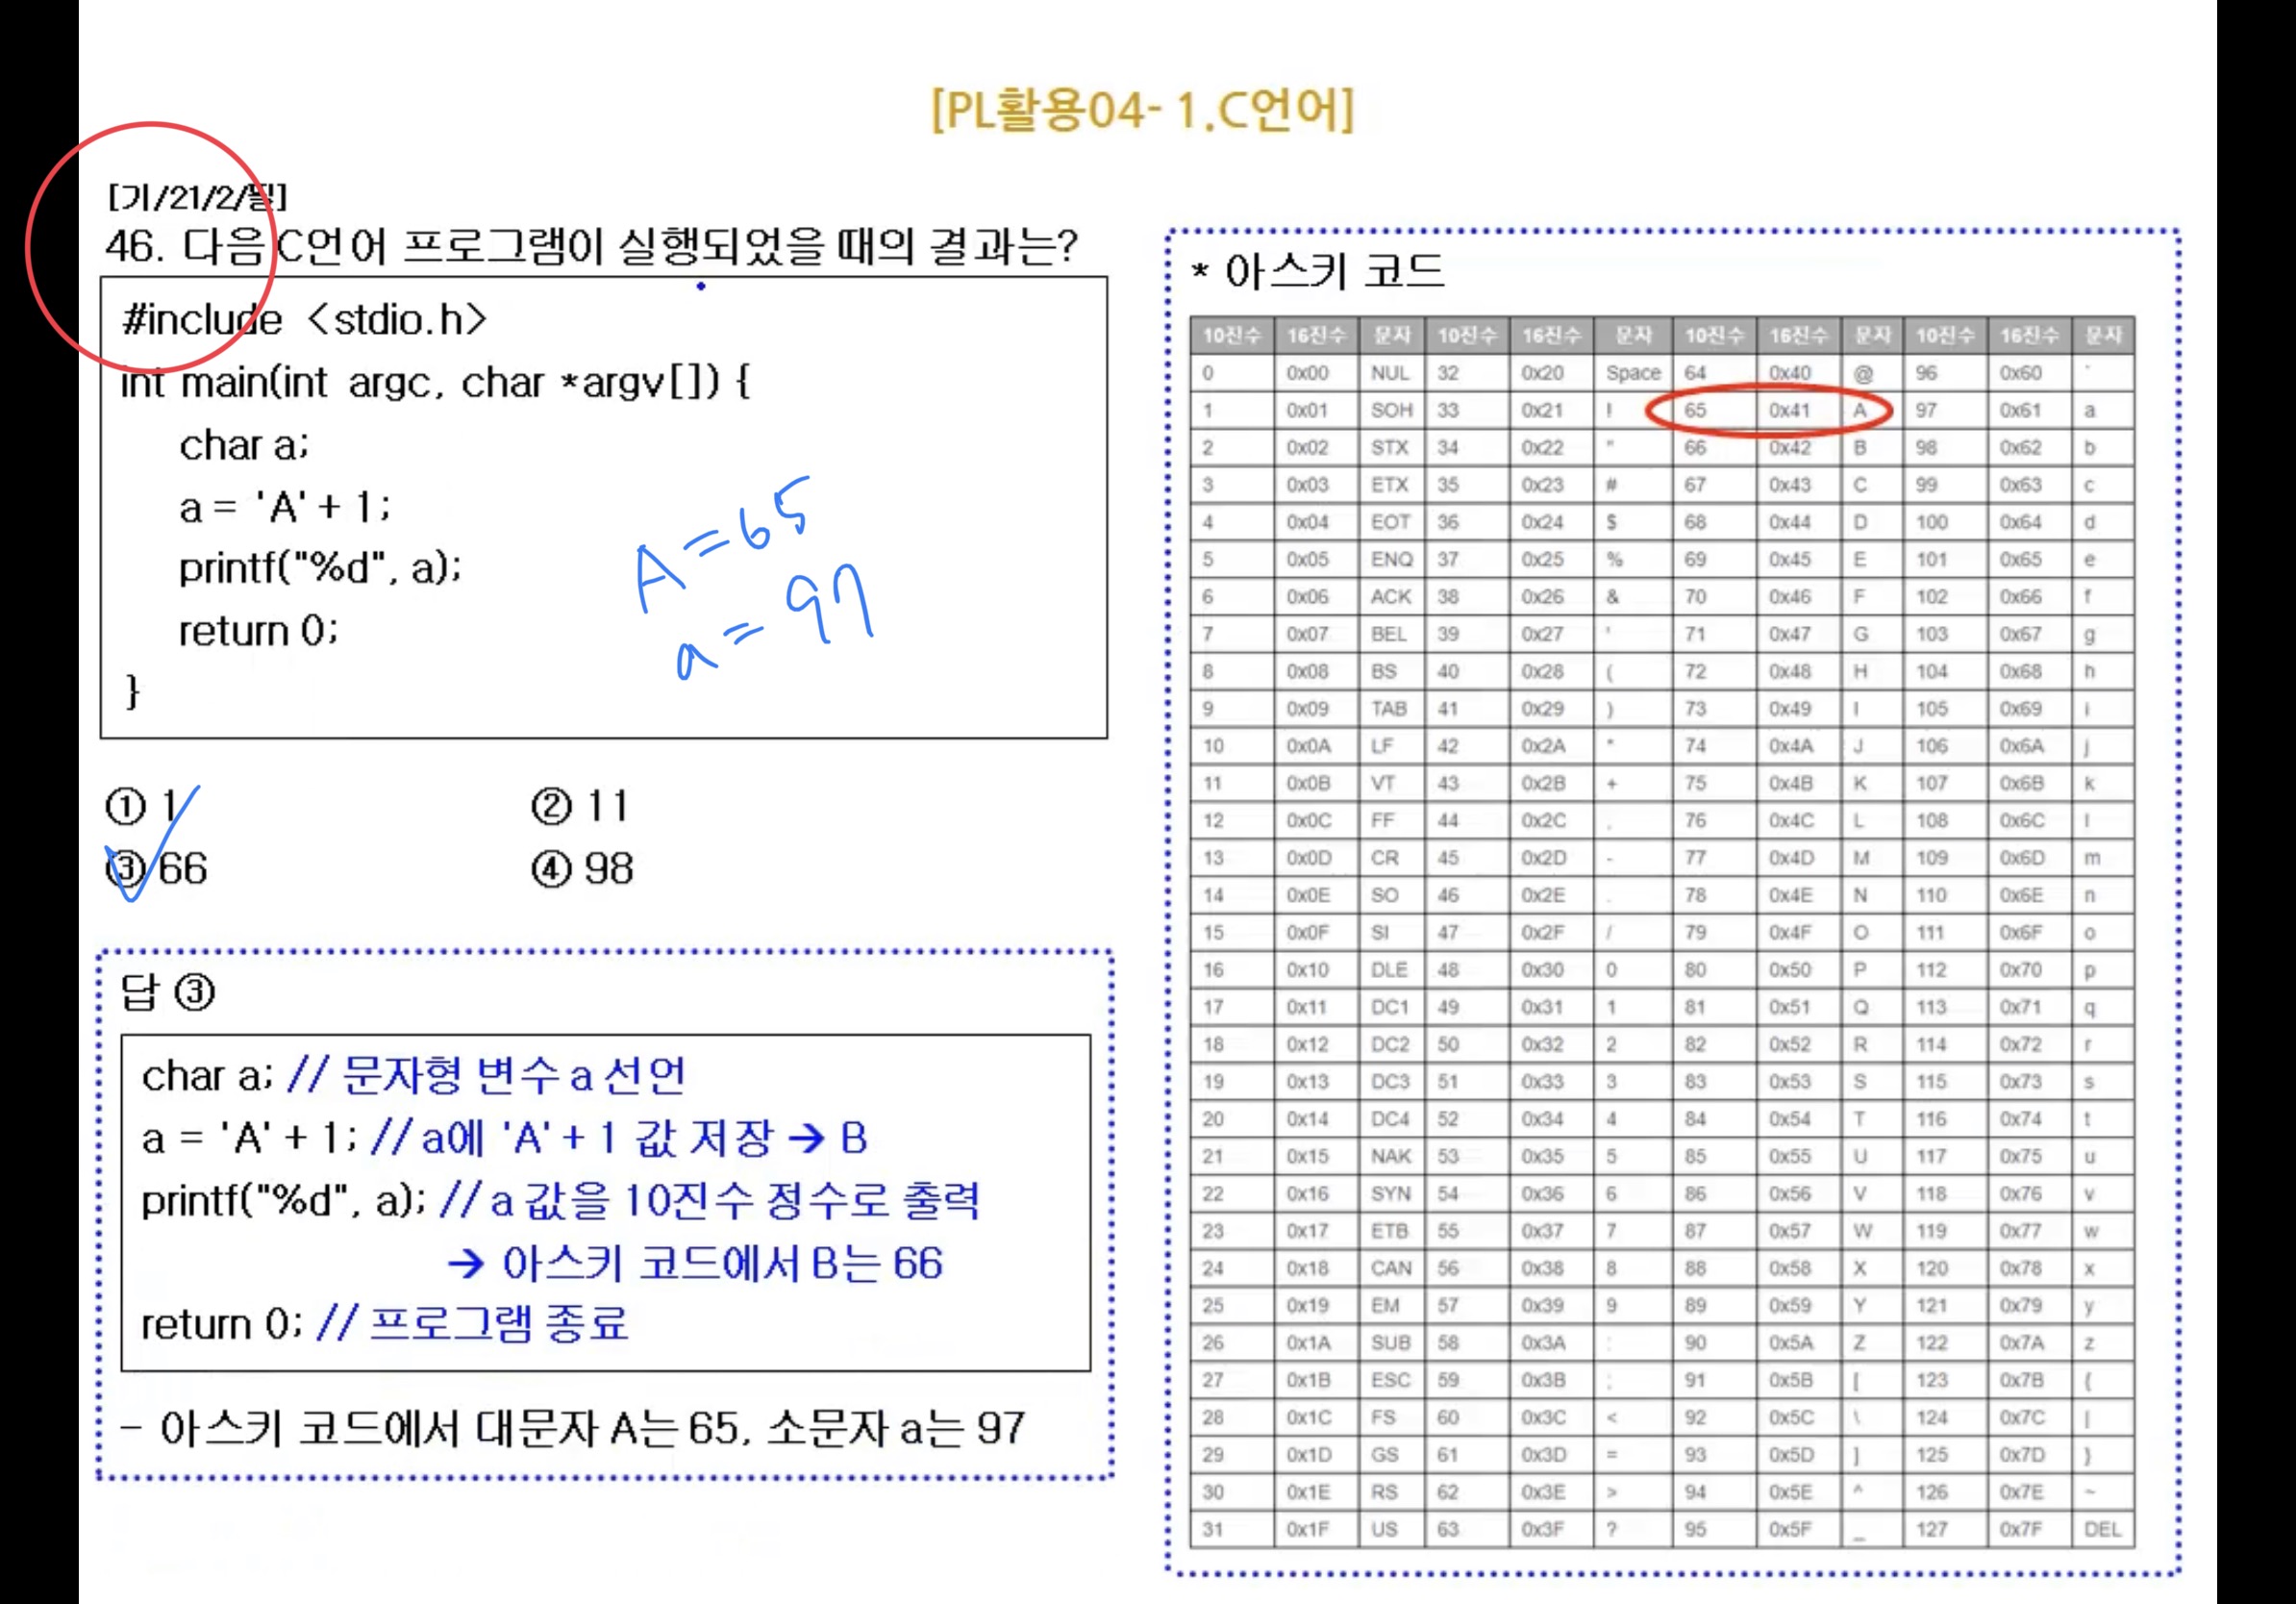 [PL활용04- 1.C언어]
[기/21/2/필]
46. 다음 C언어 프로그램이 실행되었을 때의 결과는?
#include <stdio.h>
int main(int argc, char *argv[]) {
char a;
a = 'A' + 1;
printf("%d", a);
return 0;
}
A = 65
a = 97
① 1
② 11
③ 66
④ 98
답 ③
char a; // 문자형 변수 a 선언
a = 'A' + 1; // a에 'A' + 1 값 저장 → B
printf("%d", a); // a 값을 10진수 정수로 출력
→ 아스키 코드에서 B는 66
return 0; // 프로그램 종료
- 아스키 코드에서 대문자 A는 65, 소문자 a는 97
* 아스키 코드
10진수 16진수 문자 10진수 16진수 문자 10진수 16진수 문자 10진수 16진수 문자
0 0x00 NUL 32 0x20 Space 64 0x40 @ 96 0x60 `
1 0x01 SOH 33 0x21 ! 65 0x41 A 97 0x61 a
2 0x02 STX 34 0x22 " 66 0x42 B 98 0x62 b
3 0x03 ETX 35 0x23 # 67 0x43 C 99 0x63 c
4 0x04 EOT 36 0x24 $ 68 0x44 D 100 0x64 d
5 0x05 ENQ 37 0x25 % 69 0x45 E 101 0x65 e
6 0x06 ACK 38 0x26 & 70 0x46 F 102 0x66 f
7 0x07 BEL 39 0x27 ' 71 0x47 G 103 0x67 g
8 0x08 BS 40 0x28 ( 72 0x48 H 104 0x68 h
9 0x09 TAB 41 0x29 ) 73 0x49 I 105 0x69 i
10 0x0A LF 42 0x2A * 74 0x4A J 106 0x6A j
11 0x0B VT 43 0x2B + 75 0x4B K 107 0x6B k
12 0x0C FF 44 0x2C , 76 0x4C L 108 0x6C l
13 0x0D CR 45 0x2D - 77 0x4D M 109 0x6D m
14 0x0E SO 46 0x2E . 78 0x4E N 110 0x6E n
15 0x0F SI 47 0x2F / 79 0x4F O 111 0x6F o
16 0x10 DLE 48 0x30 0 80 0x50 P 112 0x70 p
17 0x11 DC1 49 0x31 1 81 0x51 Q 113 0x71 q
18 0x12 DC2 50 0x32 2 82 0x52 R 114 0x72 r
19 0x13 DC3 51 0x33 3 83 0x53 S 115 0x73 s
20 0x14 DC4 52 0x34 4 84 0x54 T 116 0x74 t
21 0x15 NAK 53 0x35 5 85 0x55 U 117 0x75 u
22 0x16 SYN 54 0x36 6 86 0x56 V 118 0x76 v
23 0x17 ETB 55 0x37 7 87 0x57 W 119 0x77 w
24 0x18 CAN 56 0x38 8 88 0x58 X 120 0x78 x
25 0x19 EM 57 0x39 9 89 0x59 Y 121 0x79 y
26 0x1A SUB 58 0x3A : 90 0x5A Z 122 0x7A z
27 0x1B ESC 59 0x3B ; 91 0x5B [ 123 0x7B {
28 0x1C FS 60 0x3C < 92 0x5C \ 124 0x7C |
29 0x1D GS 61 0x3D = 93 0x5D ] 125 0x7D }
30 0x1E RS 62 0x3E > 94 0x5E ^ 126 0x7E ~
31 0x1F US 63 0x3F ? 95 0x5F _ 127 0x7F DEL